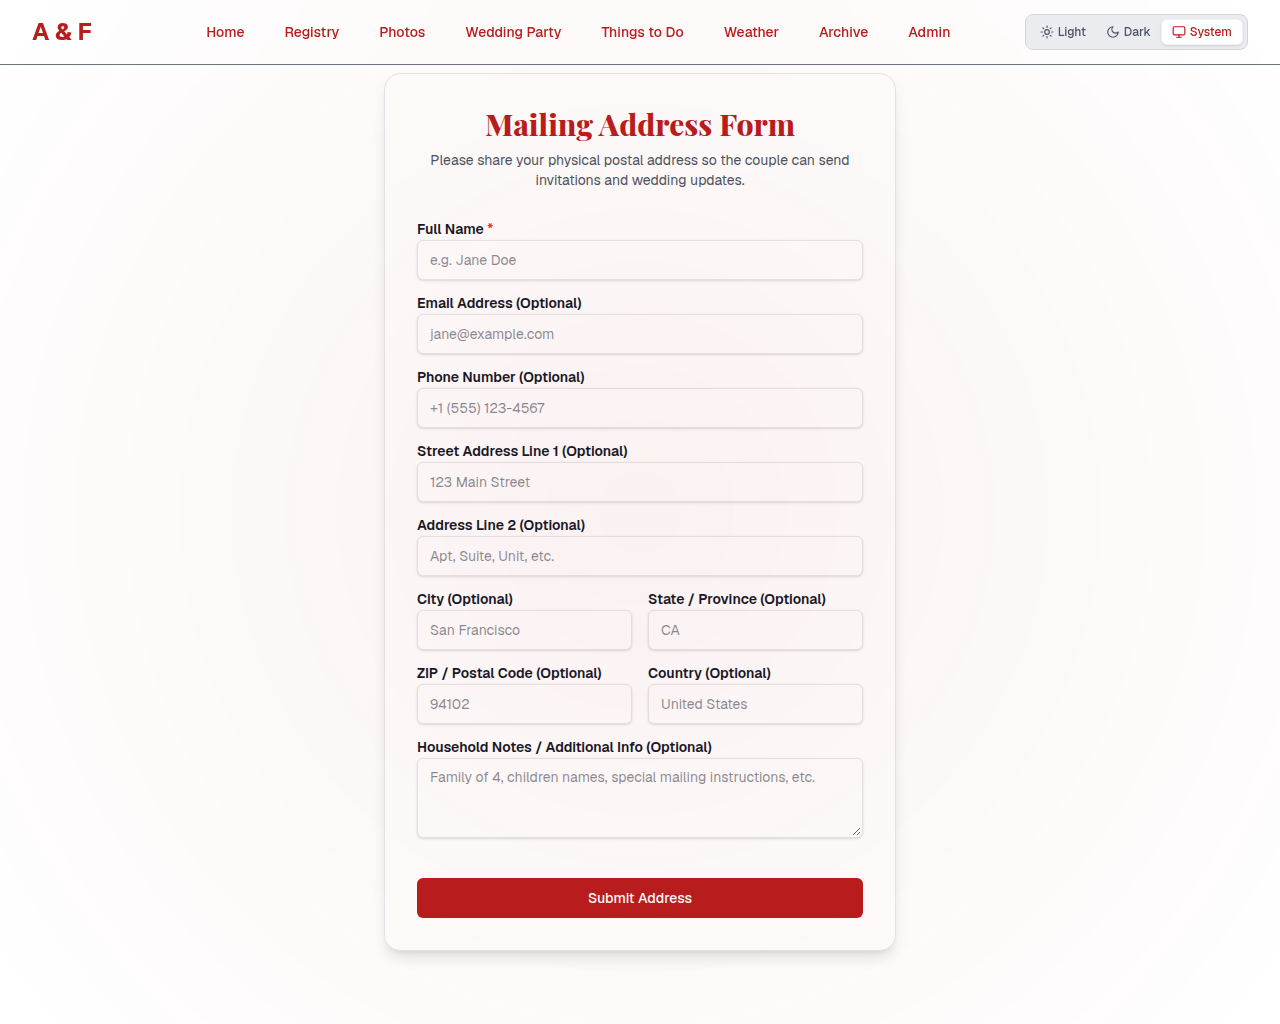 A & F
Home
Registry
Photos
Wedding Party
Things to Do
Weather
Archive
Admin
Light
Dark
System
Mailing Address Form
Please share your physical postal address so the couple can send
invitations and wedding updates.
Full Name *
e.g. Jane Doe
Email Address (Optional)
jane@example.com
Phone Number (Optional)
+1 (555) 123-4567
Street Address Line 1 (Optional)
123 Main Street
Address Line 2 (Optional)
Apt, Suite, Unit, etc.
City (Optional)
San Francisco
State / Province (Optional)
CA
ZIP / Postal Code (Optional)
94102
Country (Optional)
United States
Household Notes / Additional Info (Optional)
Family of 4, children names, special mailing instructions, etc.
Submit Address